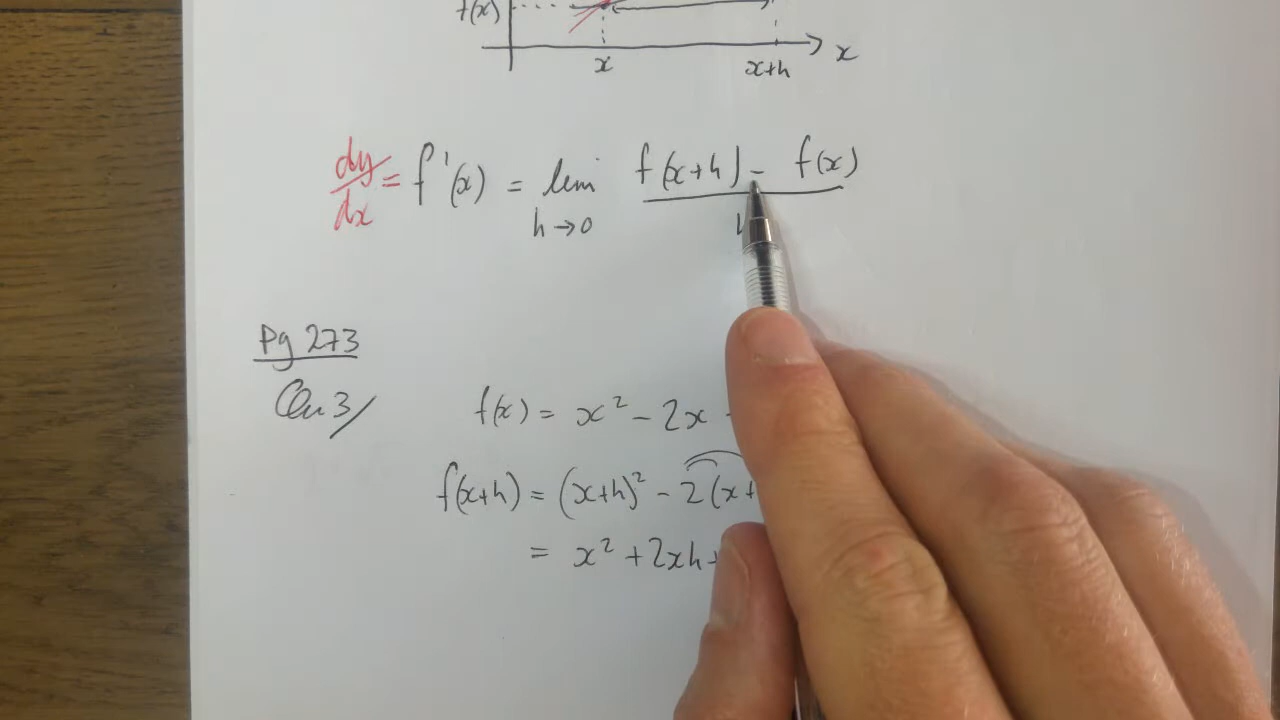 f(x)
x x+h x
dy/dx = f'(x) = lim f(x+h) - f(x)
h→0
Pg 273
Qu 3/ f(x) = x² - 2x
f(x+h) = (x+h)² - 2(x+
= x² + 2xh+